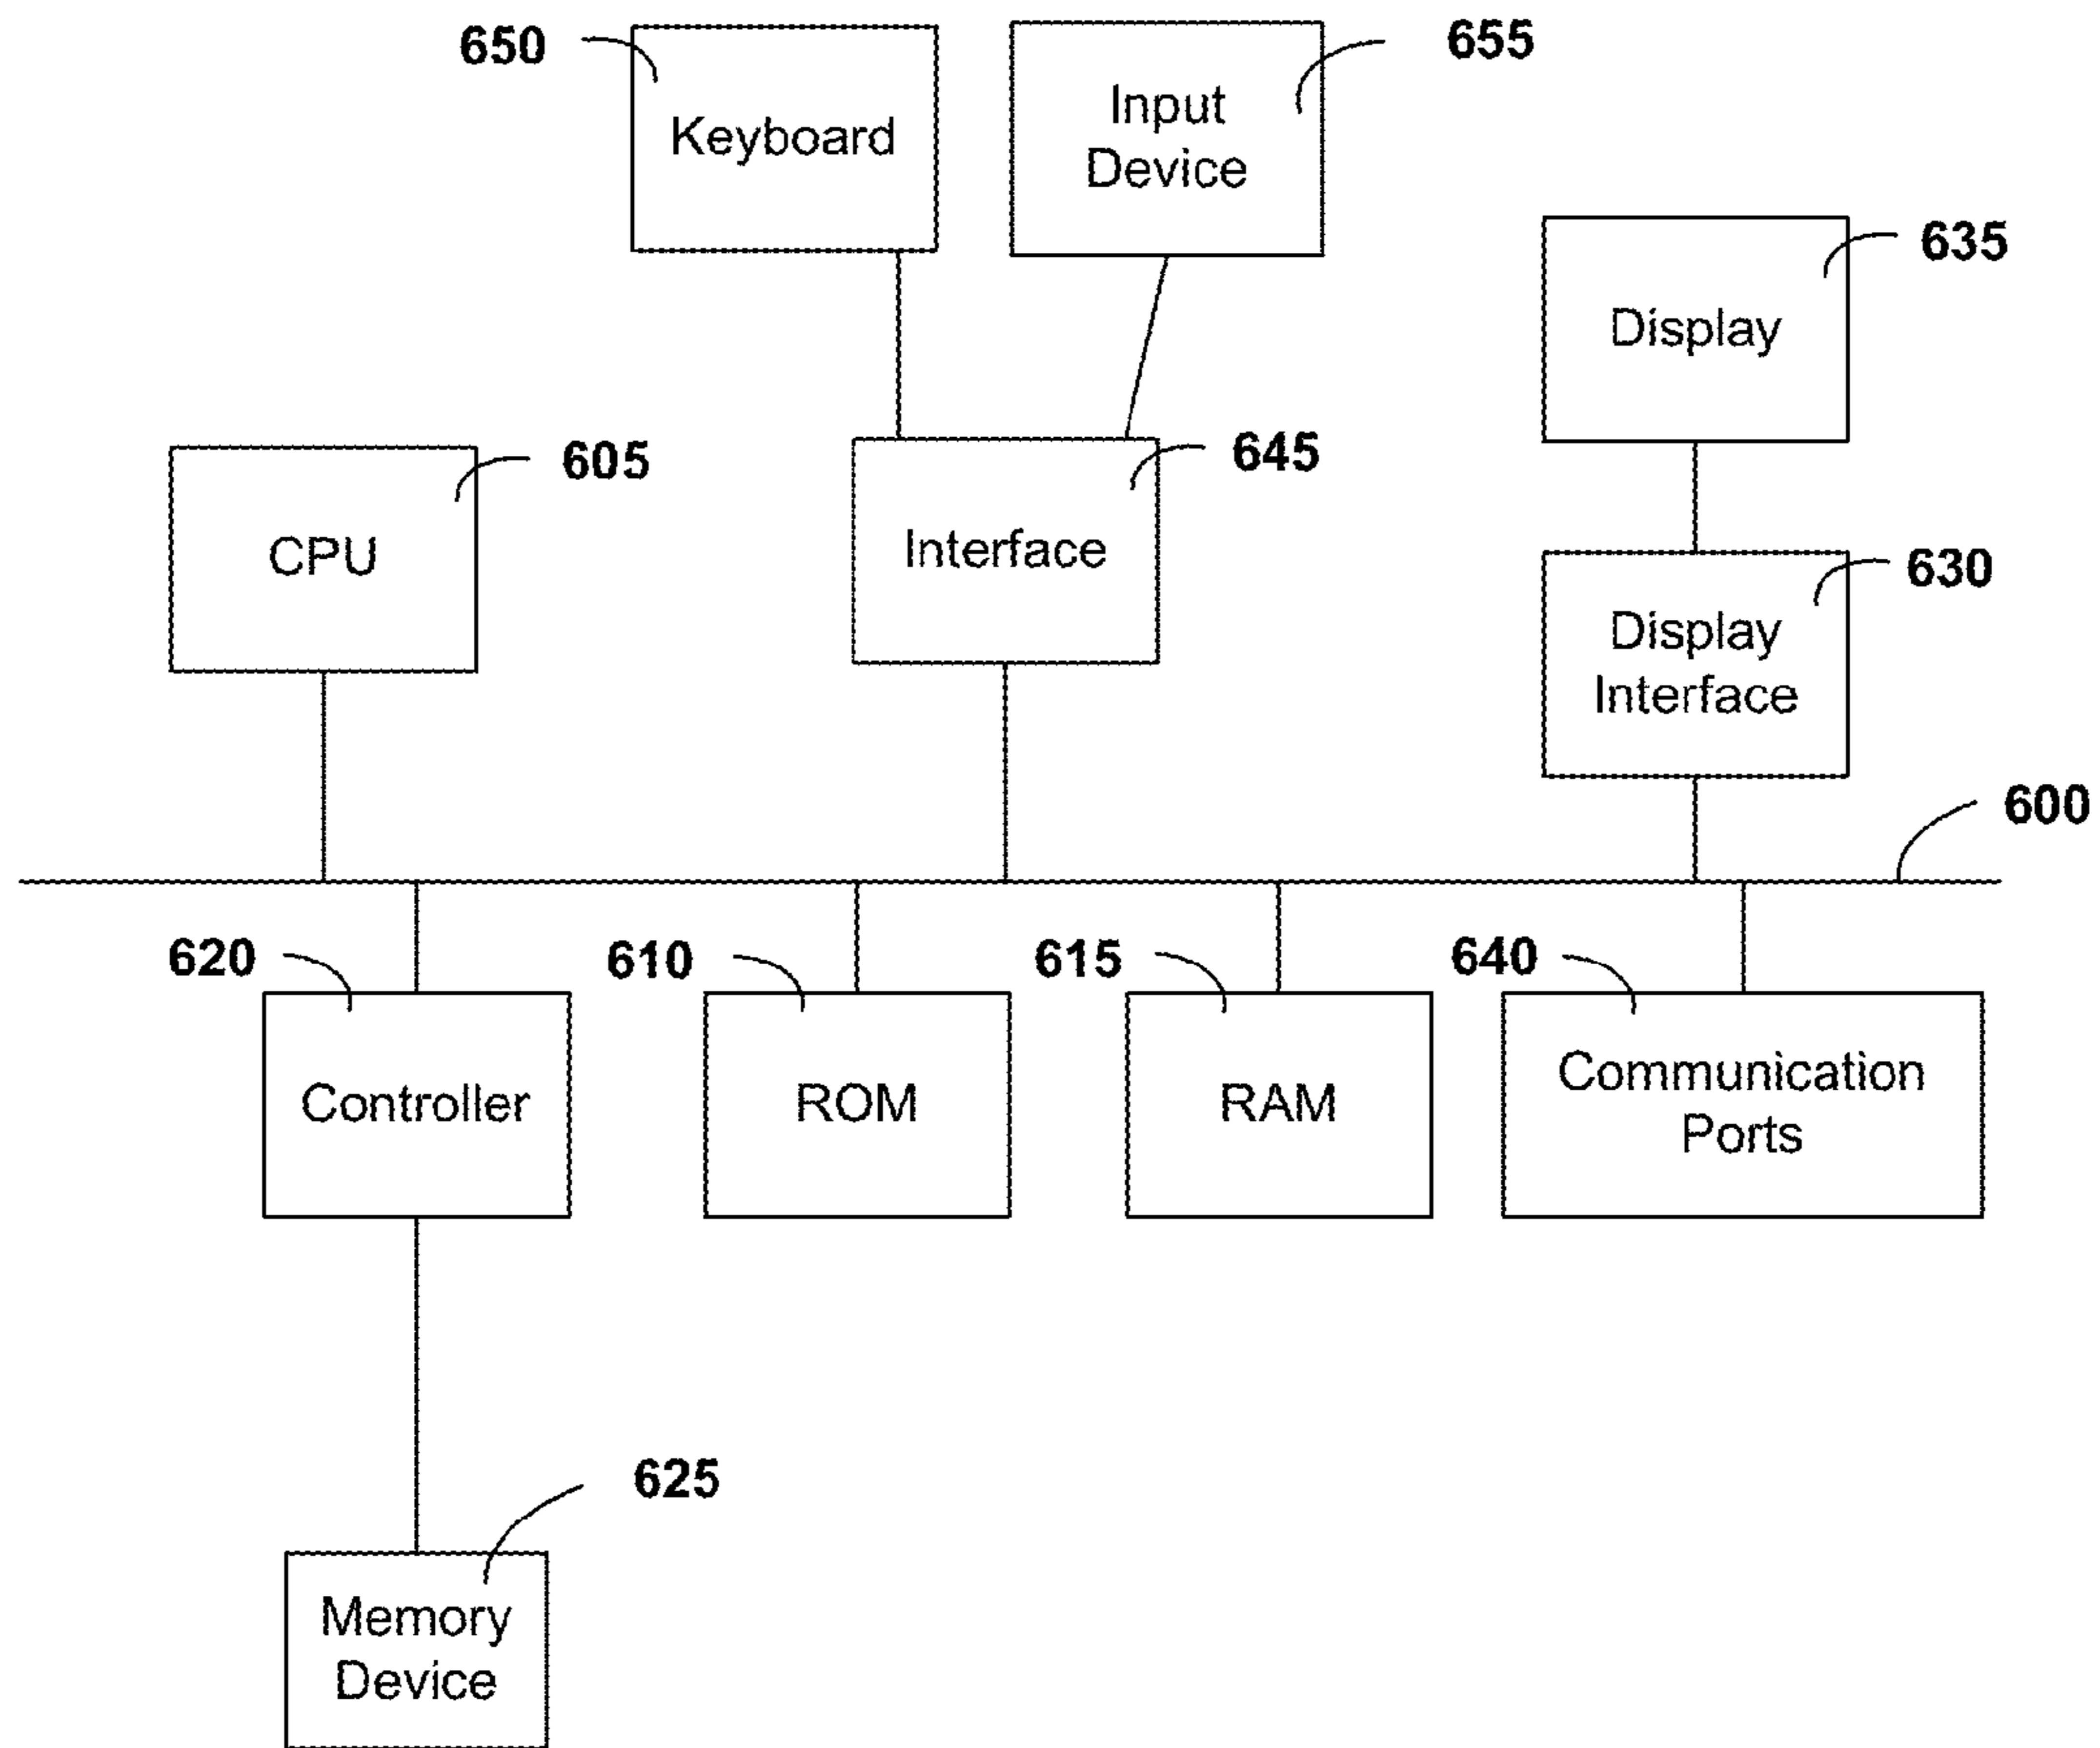 650
Keyboard
Input
Device
655
635
Display
605
CPU
645
Interface
630
Display
Interface
600
620
Controller
610
ROM
615
RAM
640
Communication
Ports
625
Memory
Device